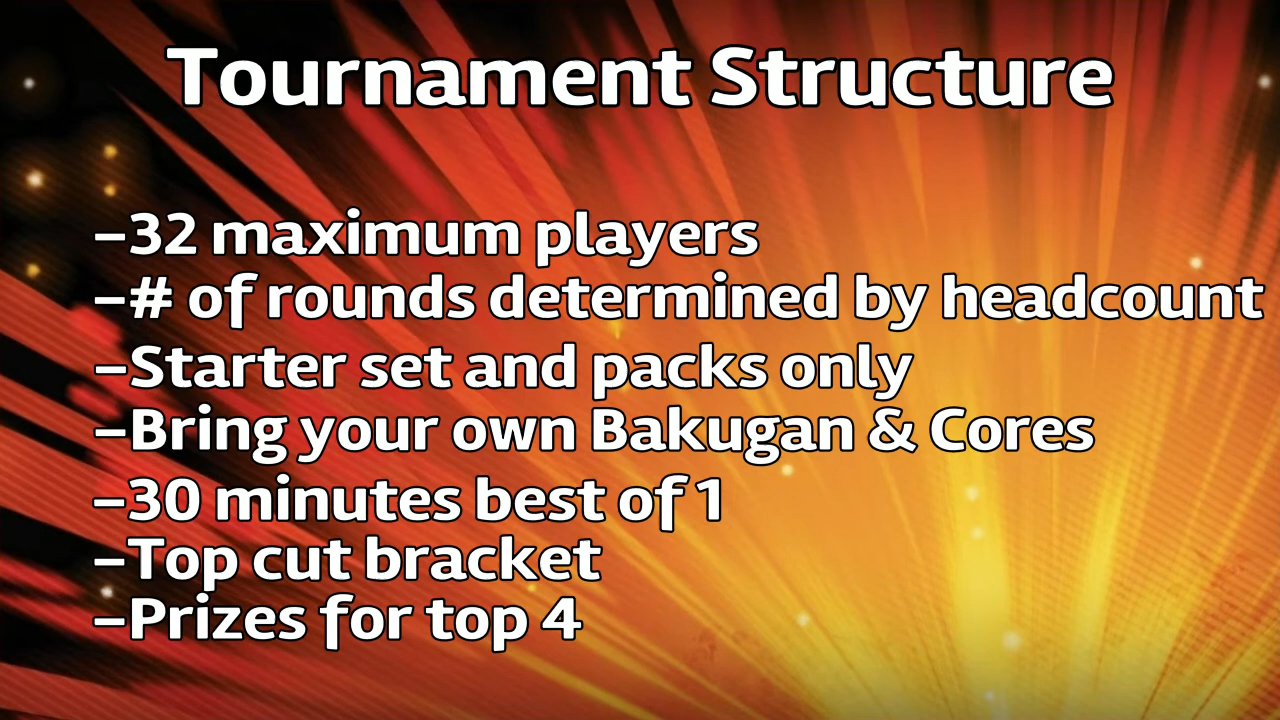 Tournament Structure
–32 maximum players
–# of rounds determined by headcount
–Starter set and packs only
–Bring your own Bakugan & Cores
–30 minutes best of 1
–Top cut bracket
–Prizes for top 4